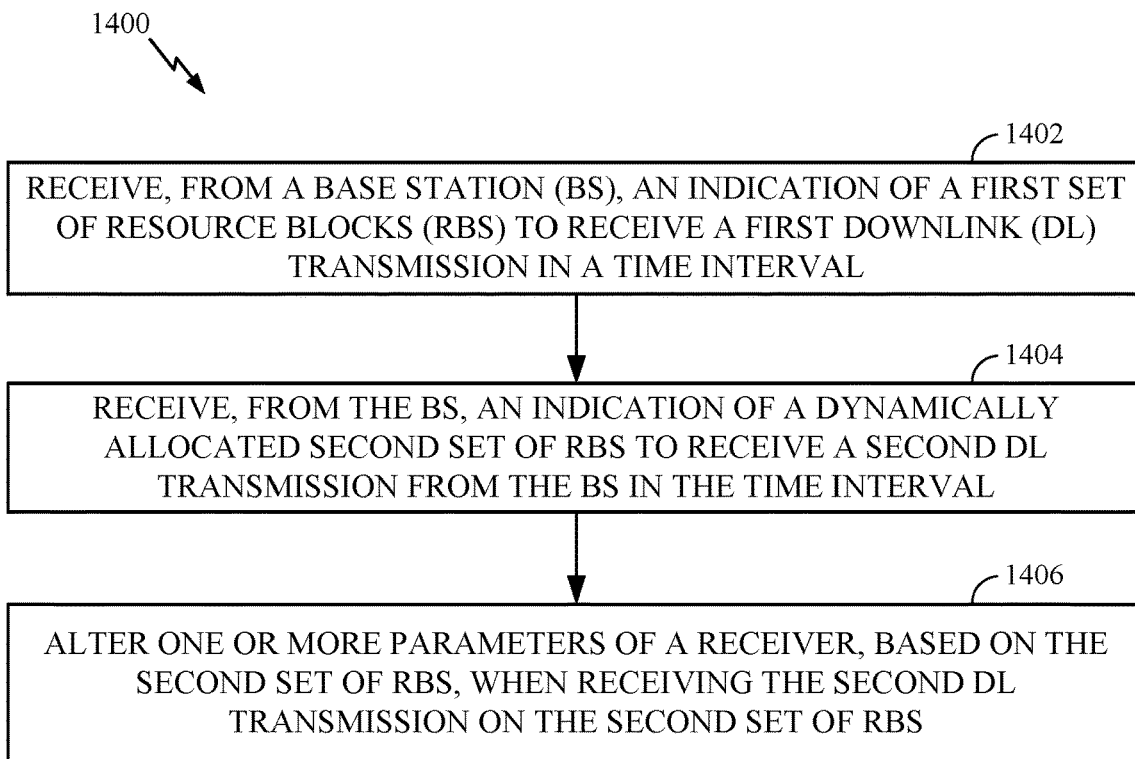 1400
1402
RECEIVE, FROM A BASE STATION (BS), AN INDICATION OF A FIRST SET
OF RESOURCE BLOCKS (RBS) TO RECEIVE A FIRST DOWNLINK (DL)
TRANSMISSION IN A TIME INTERVAL
1404
RECEIVE, FROM THE BS, AN INDICATION OF A DYNAMICALLY
ALLOCATED SECOND SET OF RBS TO RECEIVE A SECOND DL
TRANSMISSION FROM THE BS IN THE TIME INTERVAL
1406
ALTER ONE OR MORE PARAMETERS OF A RECEIVER, BASED ON THE
SECOND SET OF RBS, WHEN RECEIVING THE SECOND DL
TRANSMISSION ON THE SECOND SET OF RBS